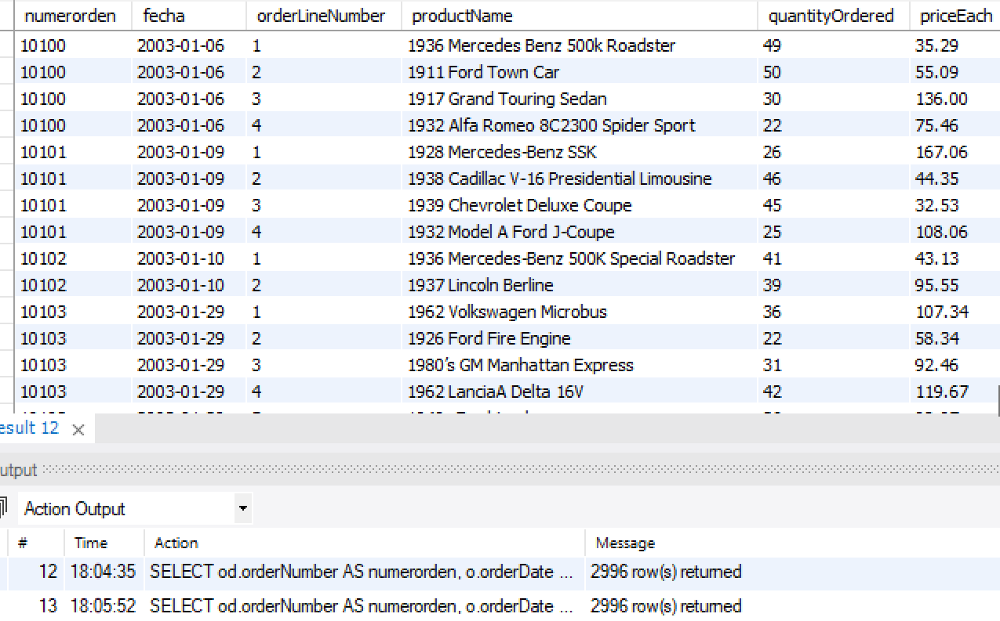 numerorden fecha orderLineNumber productName quantityOrdered priceEach
10100 2003-01-06 1 1936 Mercedes Benz 500k Roadster 49 35.29
10100 2003-01-06 2 1911 Ford Town Car 50 55.09
10100 2003-01-06 3 1917 Grand Touring Sedan 30 136.00
10100 2003-01-06 4 1932 Alfa Romeo 8C2300 Spider Sport 22 75.46
10101 2003-01-09 1 1928 Mercedes-Benz SSK 26 167.06
10101 2003-01-09 2 1938 Cadillac V-16 Presidential Limousine 46 44.35
10101 2003-01-09 3 1939 Chevrolet Deluxe Coupe 45 32.53
10101 2003-01-09 4 1932 Model A Ford J-Coupe 25 108.06
10102 2003-01-10 1 1936 Mercedes-Benz 500K Special Roadster 41 43.13
10102 2003-01-10 2 1937 Lincoln Berline 39 95.55
10103 2003-01-29 1 1962 Volkswagen Microbus 36 107.34
10103 2003-01-29 2 1926 Ford Fire Engine 22 58.34
10103 2003-01-29 3 1980's GM Manhattan Express 31 92.46
10103 2003-01-29 4 1962 LanciaA Delta 16V 42 119.67
esult 12
utput
Action Output
# Time Action Message
12 18:04:35 SELECT od.orderNumber AS numerorden, o.orderDate ... 2996 row(s) returned
13 18:05:52 SELECT od.orderNumber AS numerorden, o.orderDate ... 2996 row(s) returned